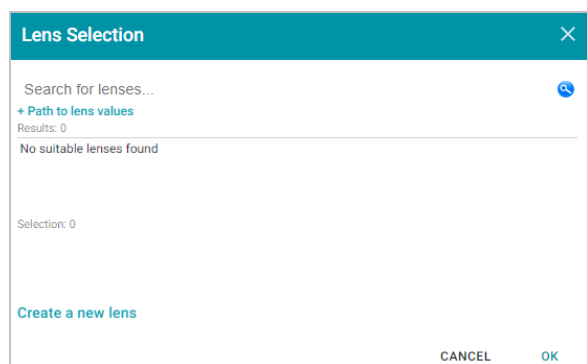 Lens Selection
Search for lenses...
+ Path to lens values
Results: 0
No suitable lenses found
Selection: 0
Create a new lens
CANCEL OK